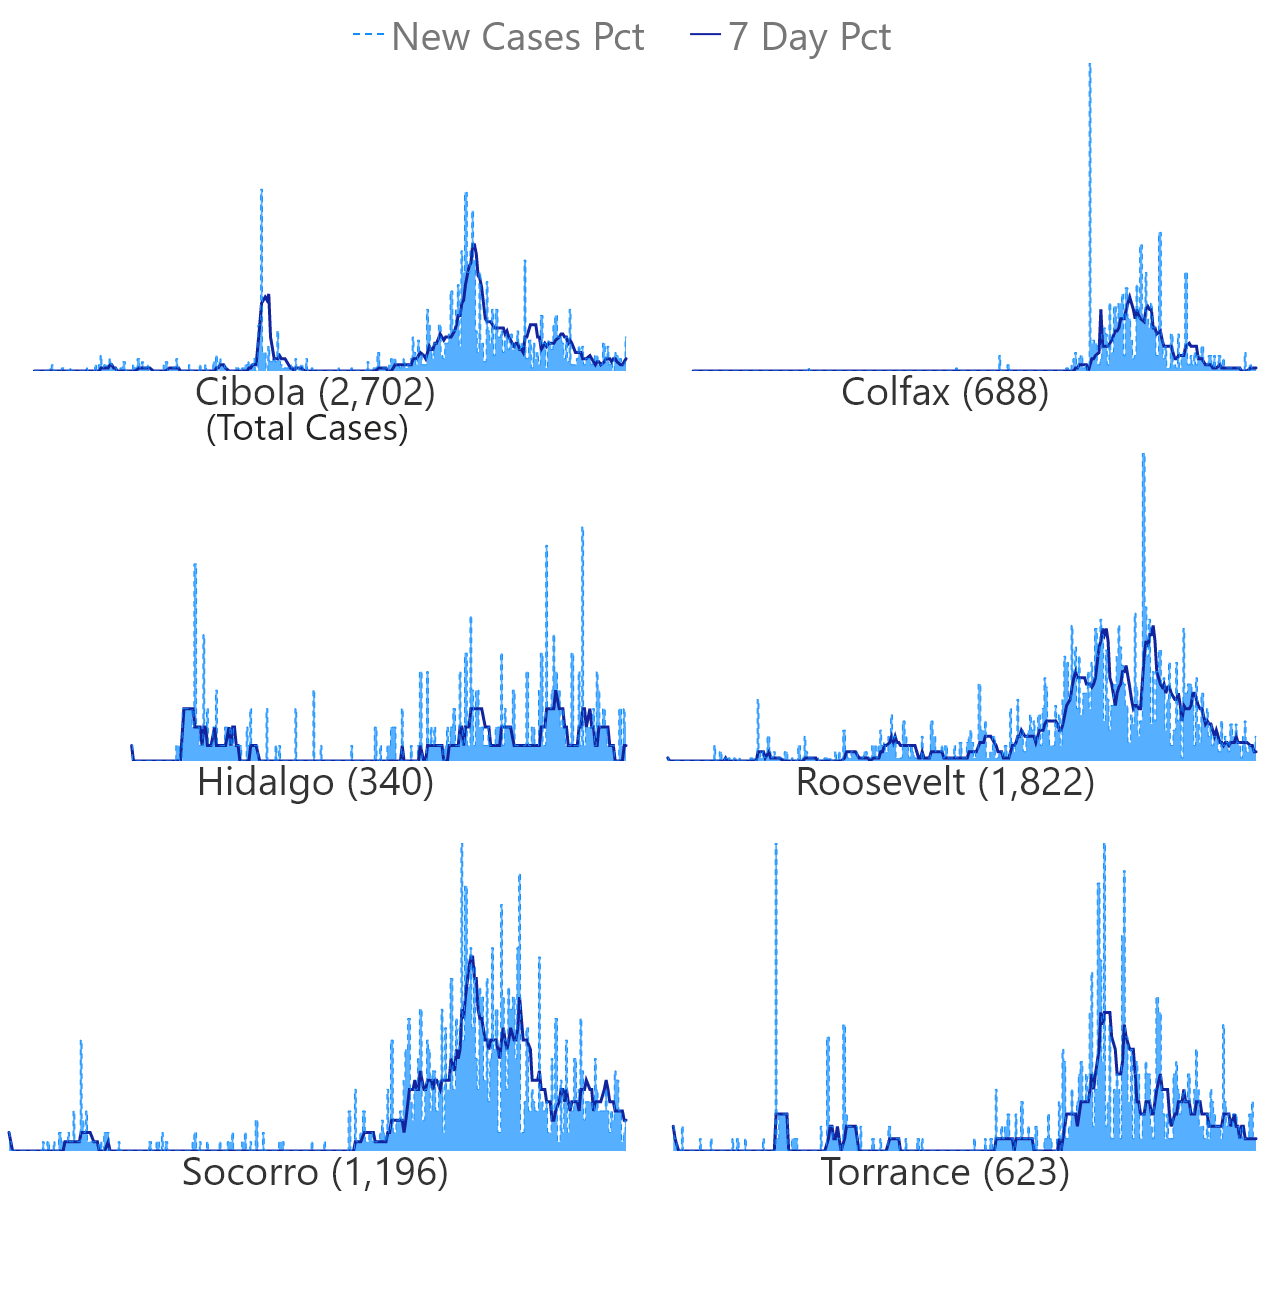 New Cases Pct 7 Day Pct
Cibola (2,702) Colfax (688)
(Total Cases)
Hidalgo (340) Roosevelt (1,822)
Socorro (1,196) Torrance (623)